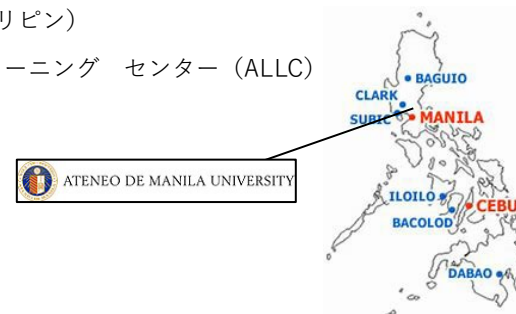 リピン)
ーニング　センター（ALLC）
BAGUIO
CLARK
SUBIC
MANILA
ATENEO DE MANILA UNIVERSITY
ILOILO
CEBU
BACOLOD
DABAO